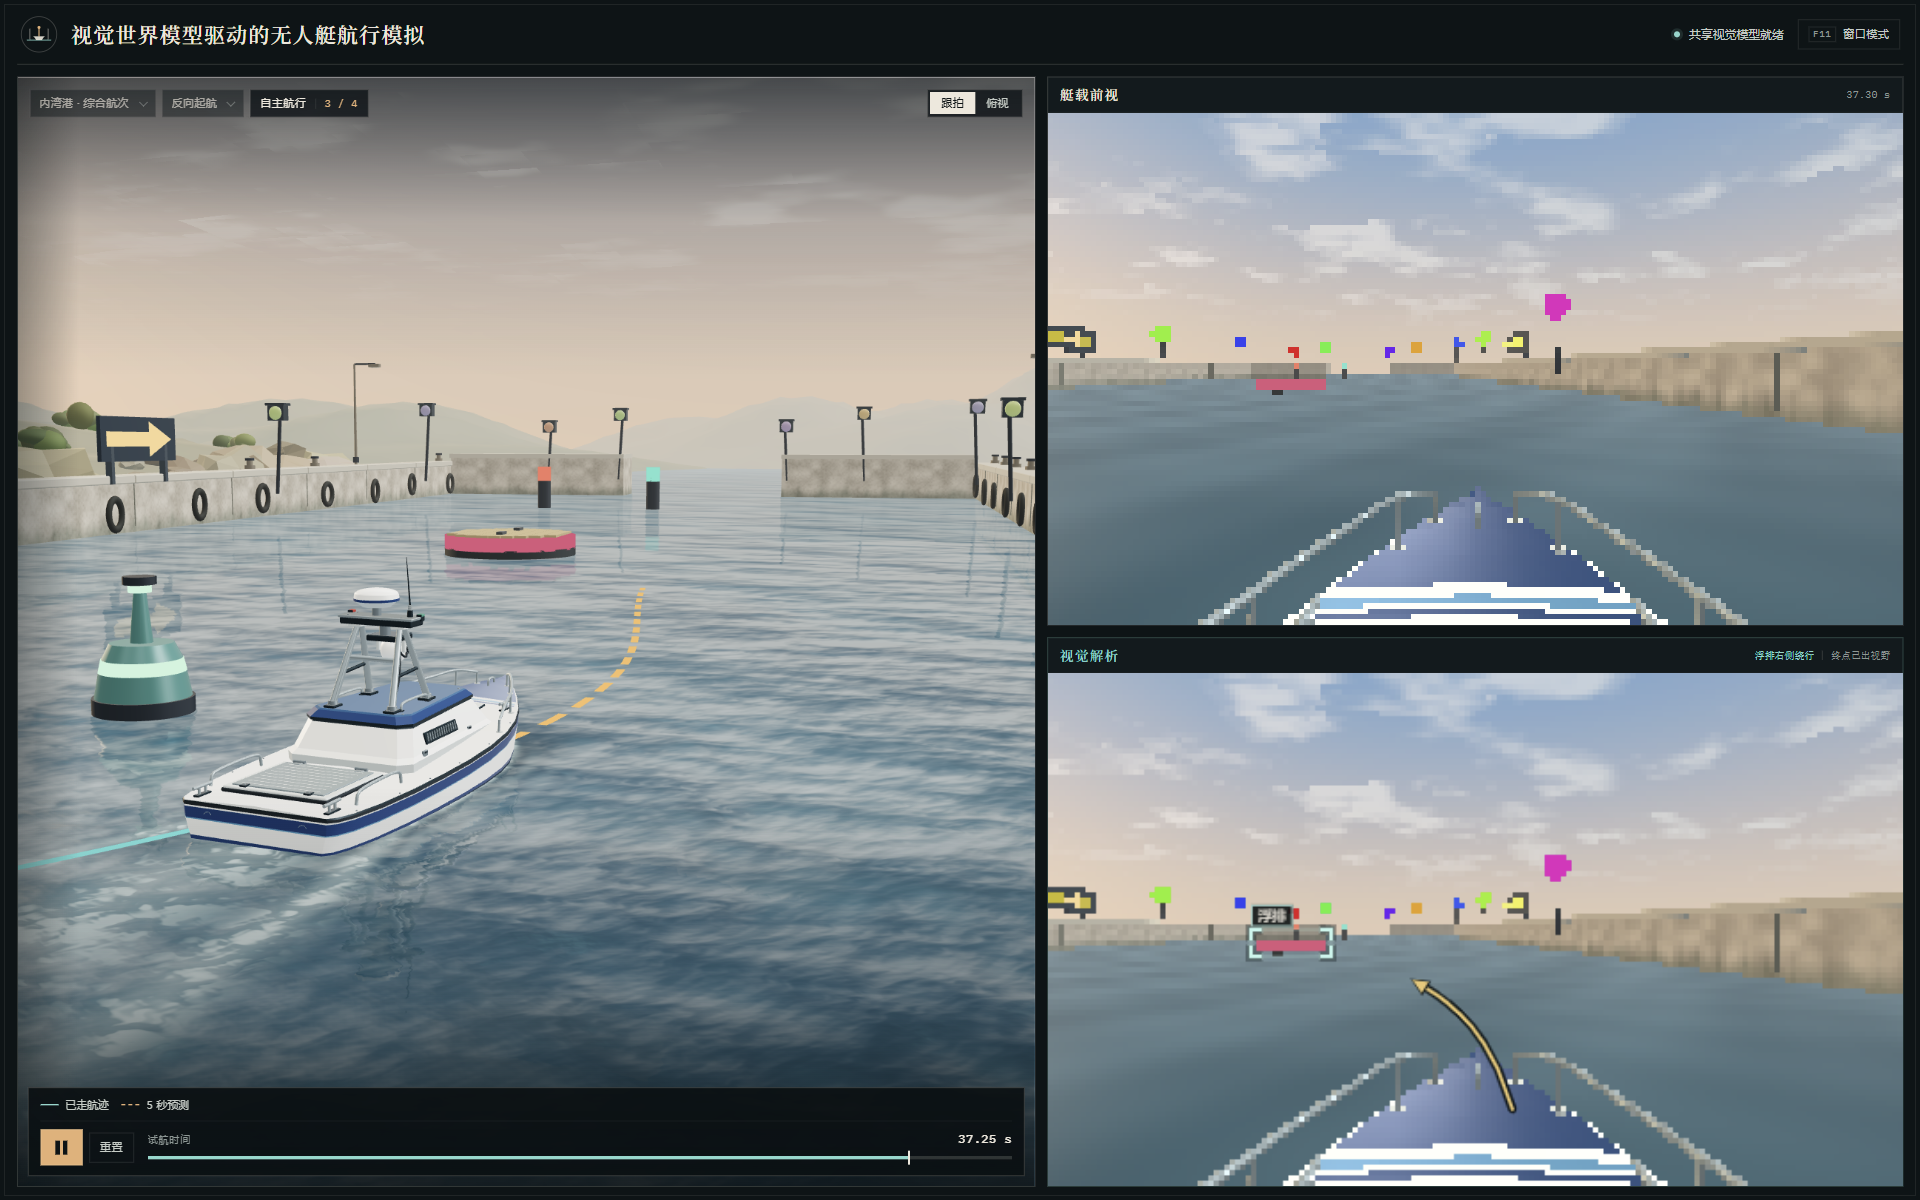 视觉世界模型驱动的无人艇航行模拟
共享视觉模型就绪
F11 窗口模式
内湾港 · 综合航次
反向起航
自主航行 3 / 4
跟拍 俯视
艇载前视
37.30 s
视觉解析
浮排右侧绕行 终点已出视野
浮排
已走航迹
5 秒预测
重置
试航时间
37.25 s